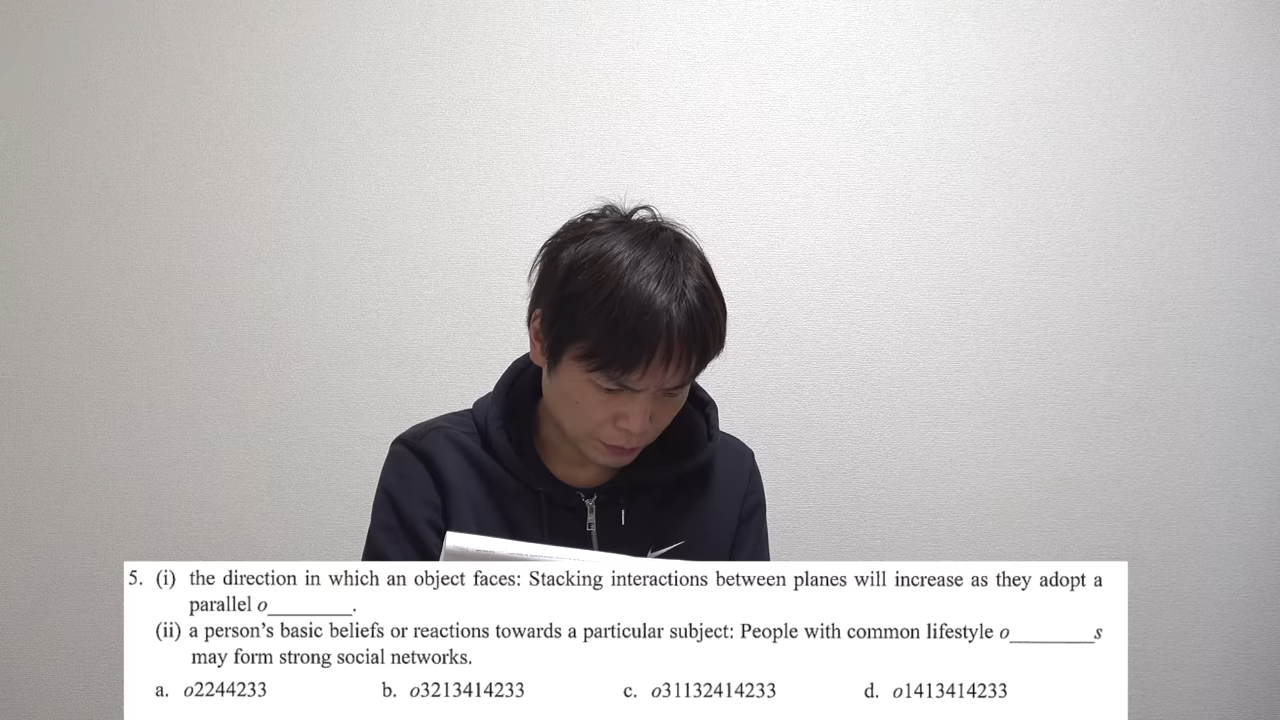 5. (i) the direction in which an object faces: Stacking interactions between planes will increase as they adopt a
parallel o________.
(ii) a person's basic beliefs or reactions towards a particular subject: People with common lifestyle o________s
may form strong social networks.
a. o2244233 b. o3213414233 c. o31132414233 d. o1413414233